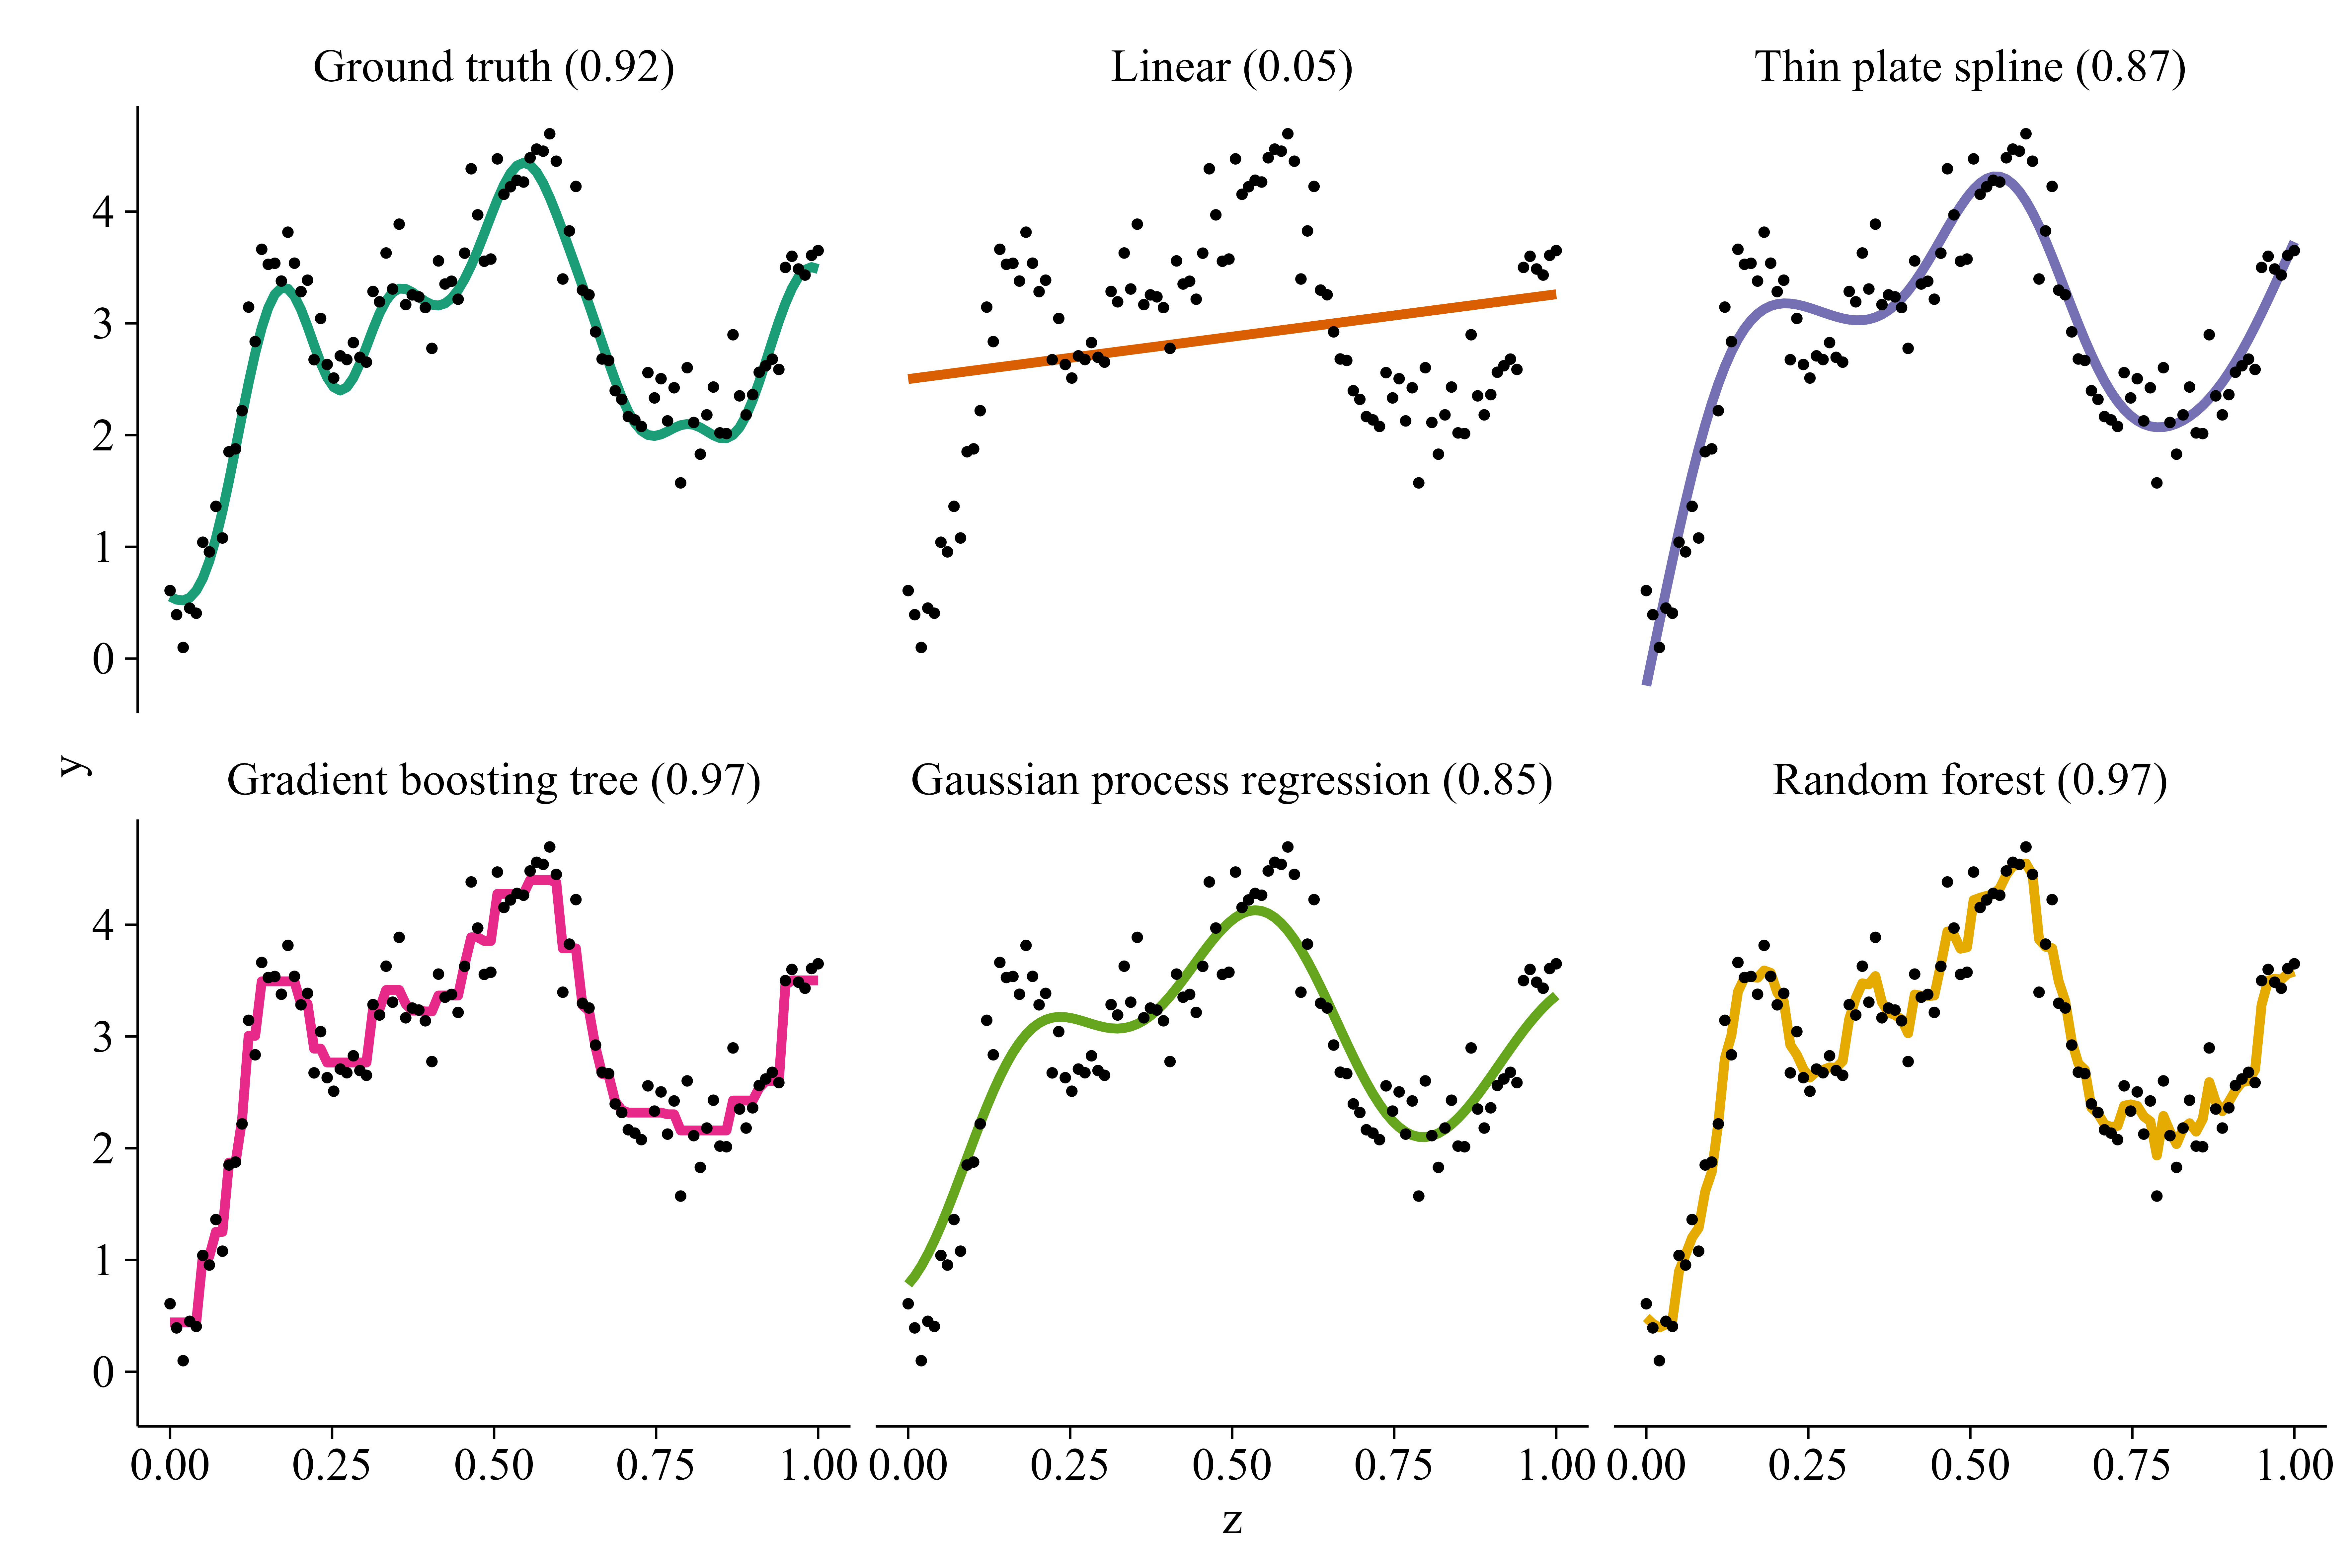 Ground truth (0.92)
Linear (0.05)
Thin plate spline (0.87)
4
3
2
1
0
y
Gradient boosting tree (0.97)
Gaussian process regression (0.85)
Random forest (0.97)
4
3
2
1
0
0.00 0.25 0.50 0.75 1.00
0.00 0.25 0.50 0.75 1.00
0.00 0.25 0.50 0.75 1.00
z